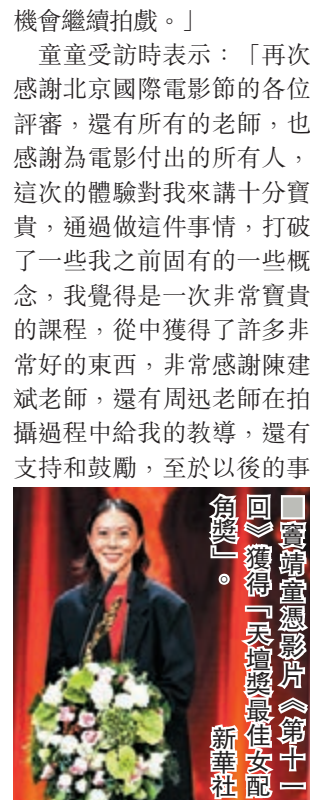 機會繼續拍戲。」
童童受訪時表示：「再次
感謝北京國際電影節的各位
評審，還有所有的老師，也
感謝為電影付出的所有人，
這次的體驗對我來講十分寶
貴，通過做這件事情，打破
了一些我之前固有的一些概
念，我覺得是一次非常寶貴
的課程，從中獲得了許多非
常好的東西，非常感謝陳建
斌老師，還有周迅老師在拍
攝過程中給我的教導，還有
支持和鼓勵，至於以後的事
■竇靖童憑影片《第十一
回》獲得「天壇獎最佳女配
角獎」。
新華社